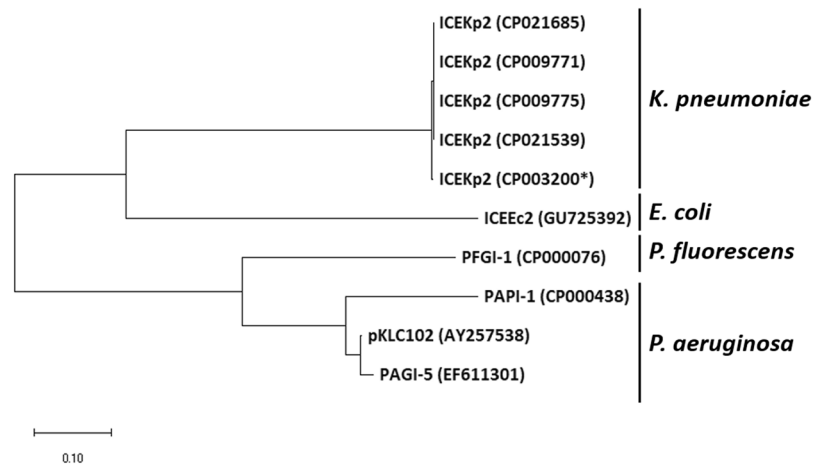 ICEKp2 (CP021685)
ICEKp2 (CP009771)
ICEKp2 (CP009775)
ICEKp2 (CP021539)
ICEKp2 (CP003200*)
K. pneumoniae
ICEEc2 (GU725392)
E. coli
PFGI-1 (CP000076)
P. fluorescens
PAPI-1 (CP000438)
pKLC102 (AY257538)
PAGI-5 (EF611301)
P. aeruginosa
0.10